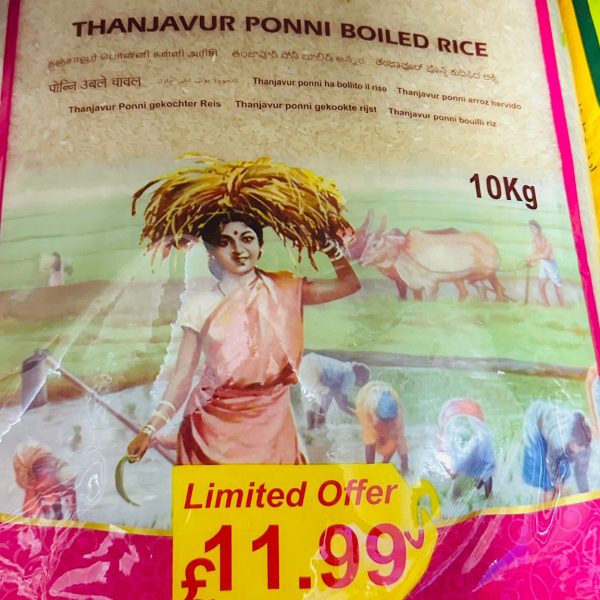 THANJAVUR PONNI BOILED RICE
தஞ்சாவூர் பொன்னி
पोन्नि उबले चावल Thanjavur ponni ha bollito il riso Thanjavur ponni arroz hervido
Thanjavur Ponni gekochter Reis Thanjavur ponni gekookte rijst Thanjavur ponni bouilli riz
10Kg
Limited Offer
£11.99